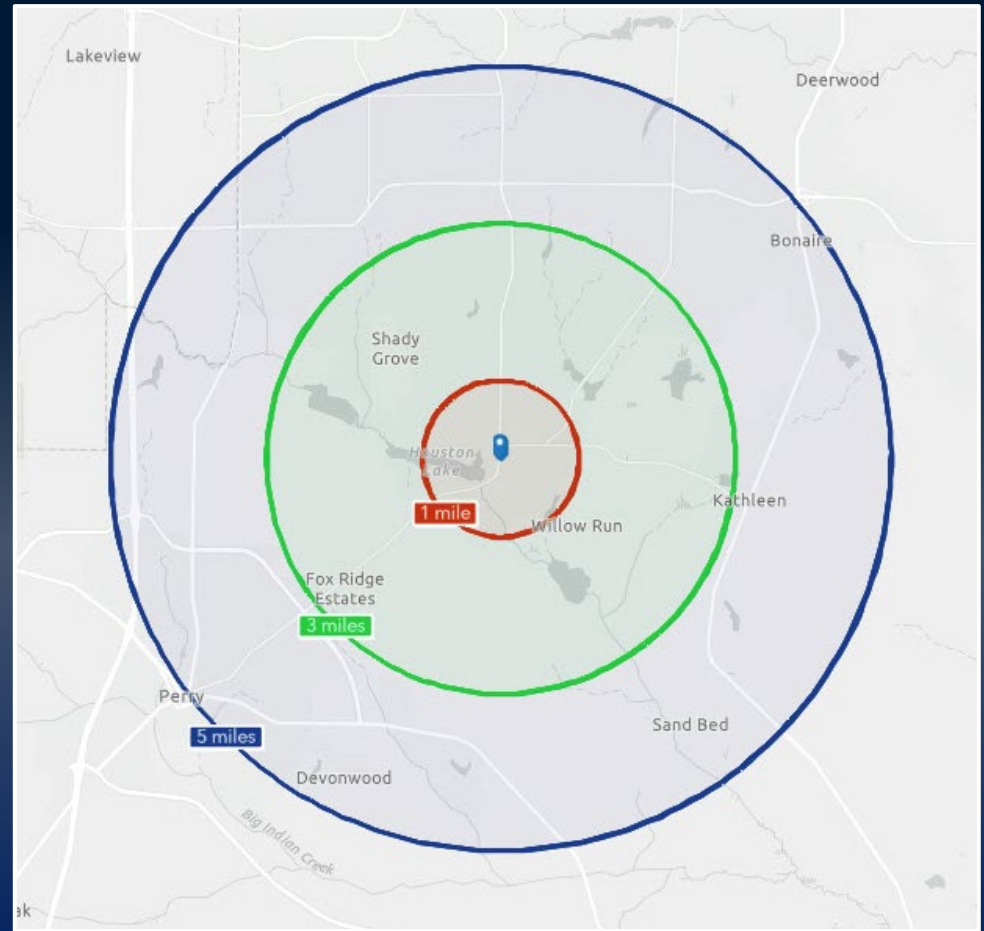 Lakeview
Deerwood
Bonaire
Shady
Grove
Houston
Lake
Kathleen
1 mile
Willow Run
Fox Ridge
Estates
3 miles
Perry
Sand Bed
5 miles
Devonwood
Big Indian Creek
ak